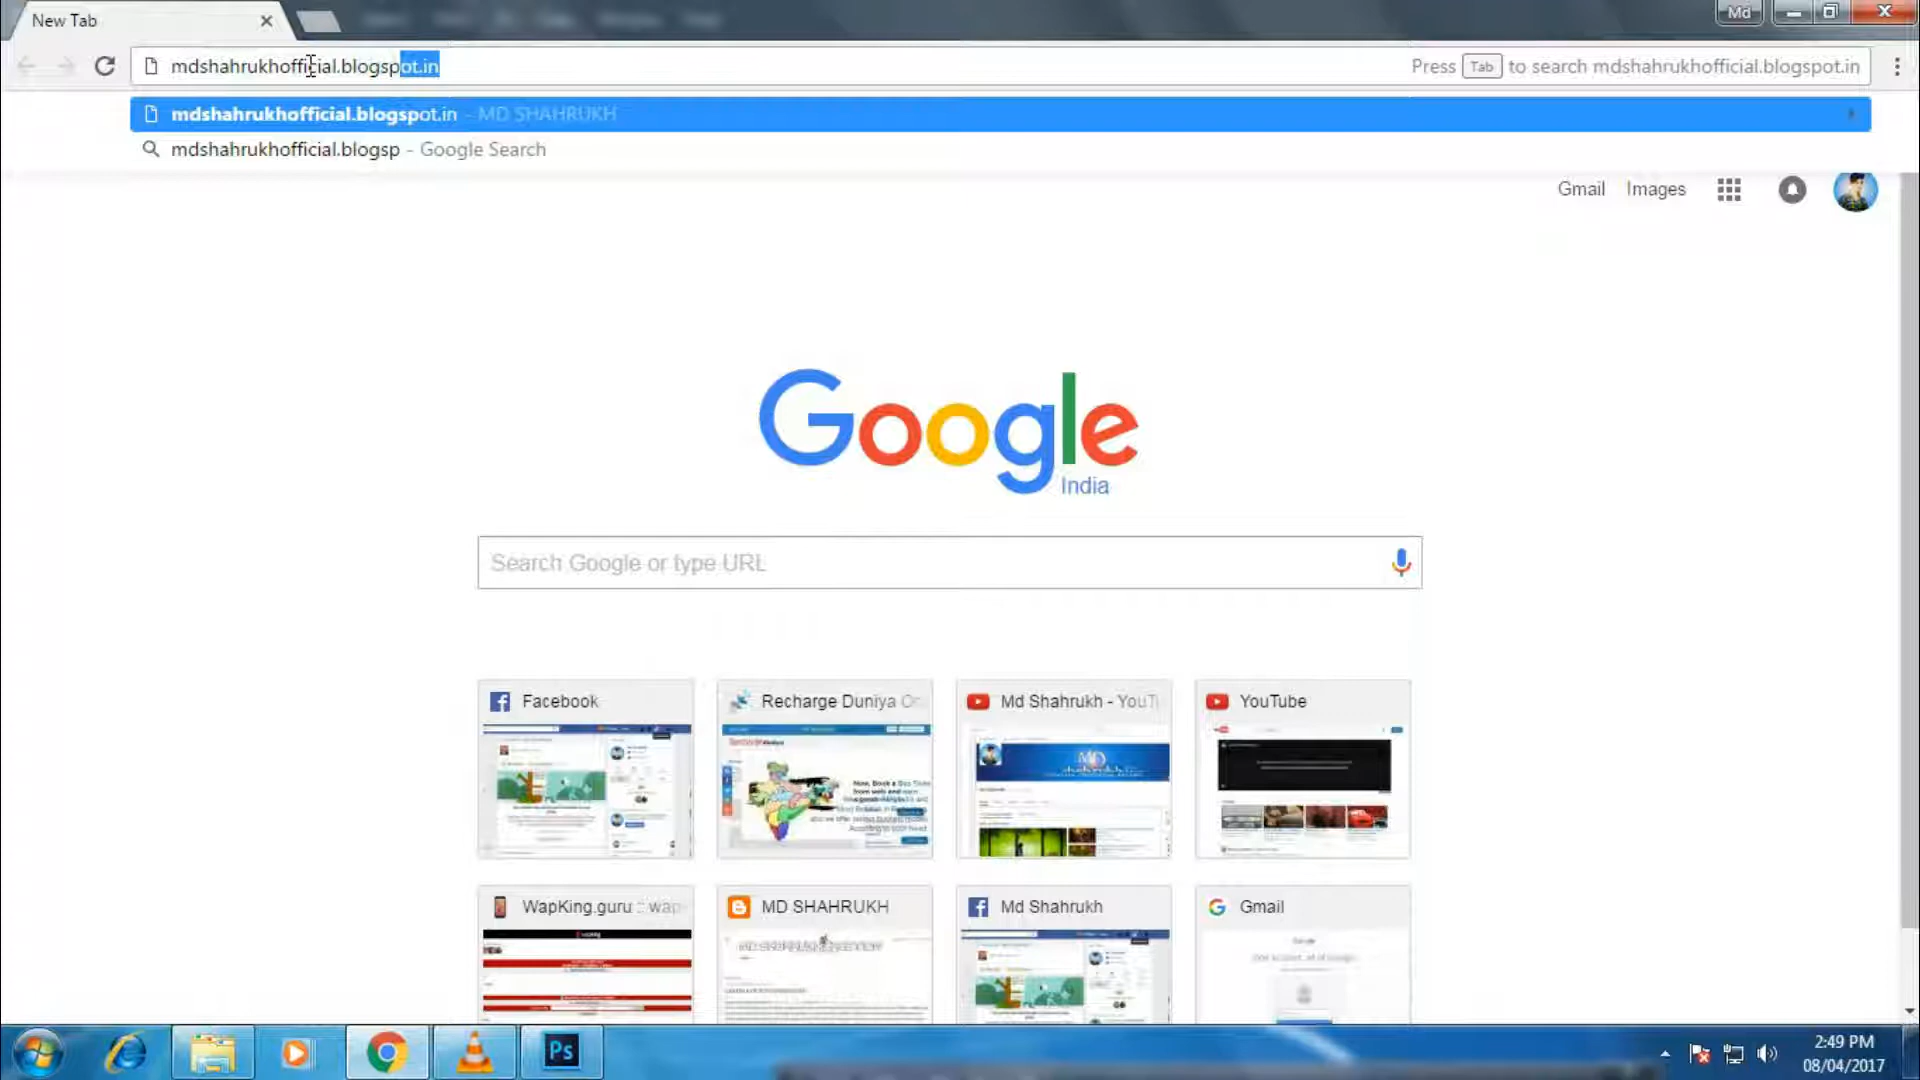 New Tab
Md
mdshahrukhofficial.blogspot.in
Press Tab to search mdshahrukhofficial.blogspot.in
mdshahrukhofficial.blogspot.in - MD SHAHRUKH
mdshahrukhofficial.blogsp - Google Search
Gmail Images
Google
India
Search Google or type URL
Facebook
Recharge Duniya
Md Shahrukh - YouT
YouTube
WapKing.guru :: wap
MD SHAHRUKH
Md Shahrukh
Gmail
Ps
2:49 PM
08/04/2017